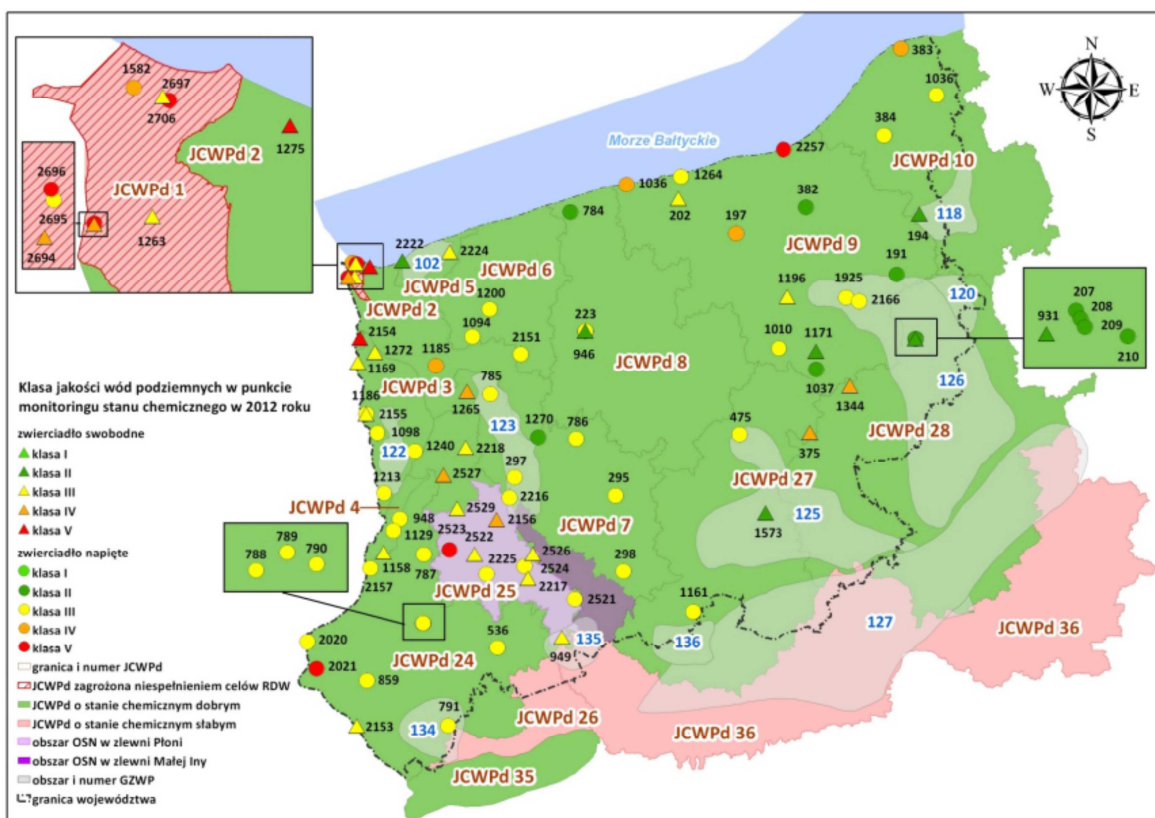 1582
2697
2706
JCWPd 2
1275
2696
JCWPd 1
2695
1263
2694
N
W
E
S
383
1036
384
Morze Bałtyckie
2257
JCWPd 10
1036
1264
784
202
382
197
118
194
JCWPd 9
2222
2224
102
JCWPd 6
JCWPd 5
191
1196
1925
2166
120
JCWPd 2
1200
223
207
208
931
209
210
2154
1094
2151
946
1010
1171
1272
1185
JCWPd 8
1169
JCWPd 3
785
1037
126
1344
Klasa jakości wód podziemnych w punkcie
monitoringu stanu chemicznego w 2012 roku
1265
1186
2155
123
1270
786
475
JCWPd 28
1098
375
122
1240
2218
297
2527
295
JCWPd 27
1213
2216
JCWPd 4
2529
125
948
2156
JCWPd 7
1573
2523
2522
1129
2526
789
788
790
2225
2524
298
1158
787
2217
2157
JCWPd 25
2521
1161
127
536
135
136
JCWPd 36
2020
949
JCWPd 24
2021
859
JCWPd 26
JCWPd 36
791
2153
134
JCWPd 35
zwierciadło swobodne
klasa I
klasa II
klasa III
klasa IV
klasa V
zwierciadło napięte
klasa I
klasa II
klasa III
klasa IV
klasa V
granica i numer JCWPd
JCWPd zagrożona niespełnieniem celów RDW
JCWPd o stanie chemicznym dobrym
JCWPd o stanie chemicznym słabym
obszar OSN w zlewni Płoni
obszar OSN w zlewni Małej Iny
obszar i numer GZWP
granica województwa